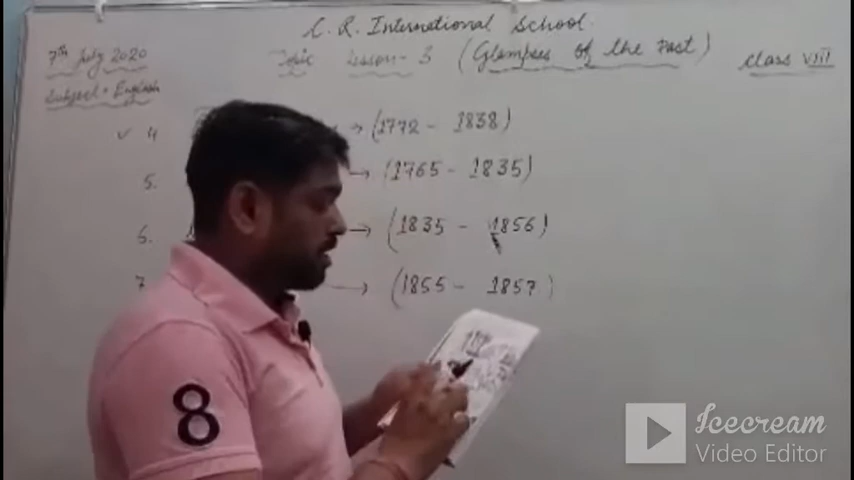 C. R. International School
7th July 2020
Topic Lesson - 3 (Glimpses of the Past)
Class VIII
Subject - English
✓ 4 → (1772 - 1838)
5. → (1765 - 1835)
6. → (1835 - 1856)
7 → (1855 - 1857)
8
Icecream
Video Editor